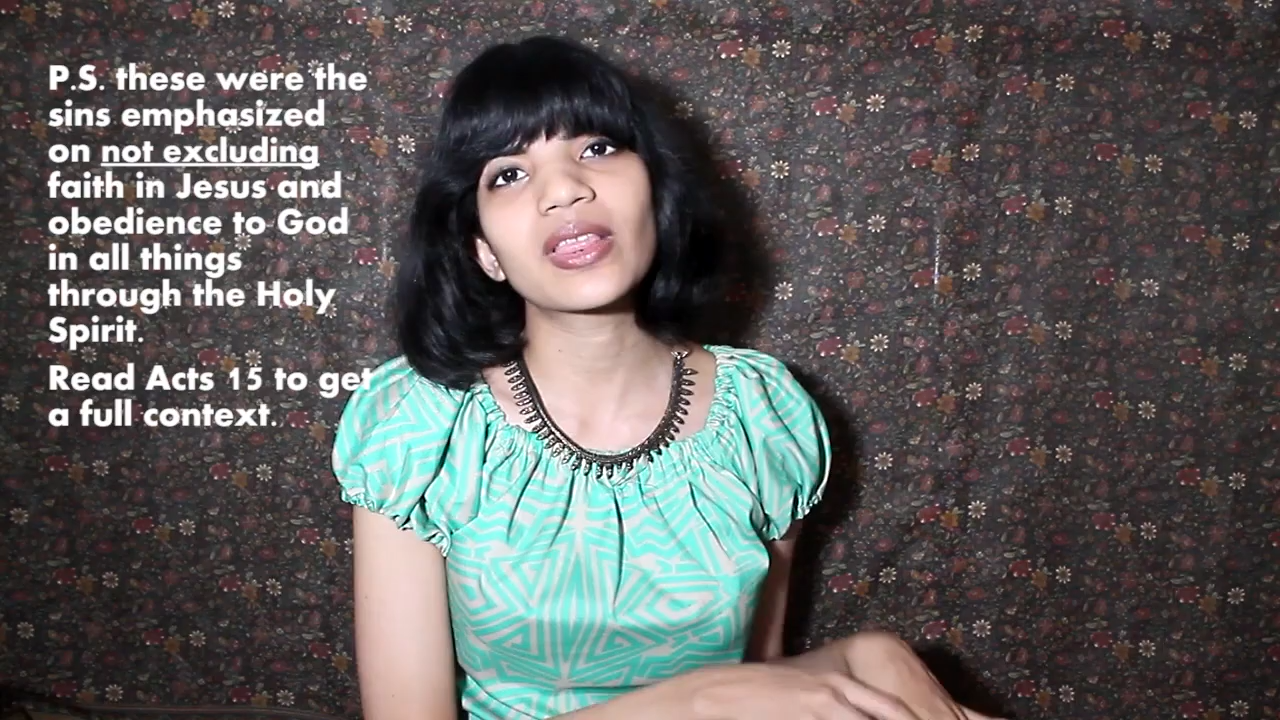 P.S. these were the
sins emphasized
on not excluding
faith in Jesus and
obedience to God
in all things
through the Holy
Spirit.
Read Acts 15 to get
a full context.